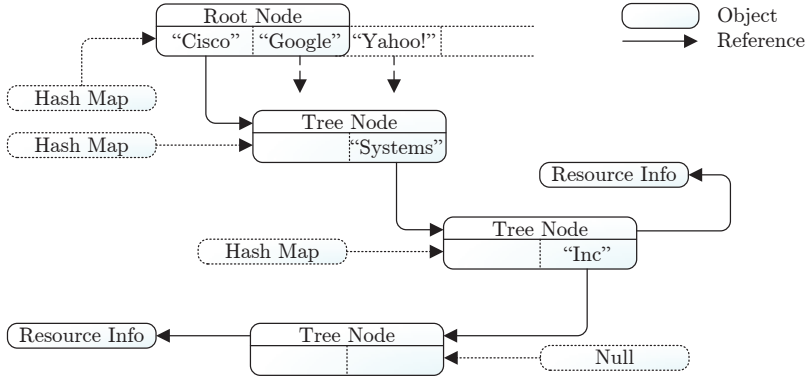 Root Node
“Cisco” “Google” “Yahoo!”
Object
Reference
Hash Map
Tree Node
Hash Map
“Systems”
Resource Info
Tree Node
Hash Map
“Inc”
Resource Info
Tree Node
Null